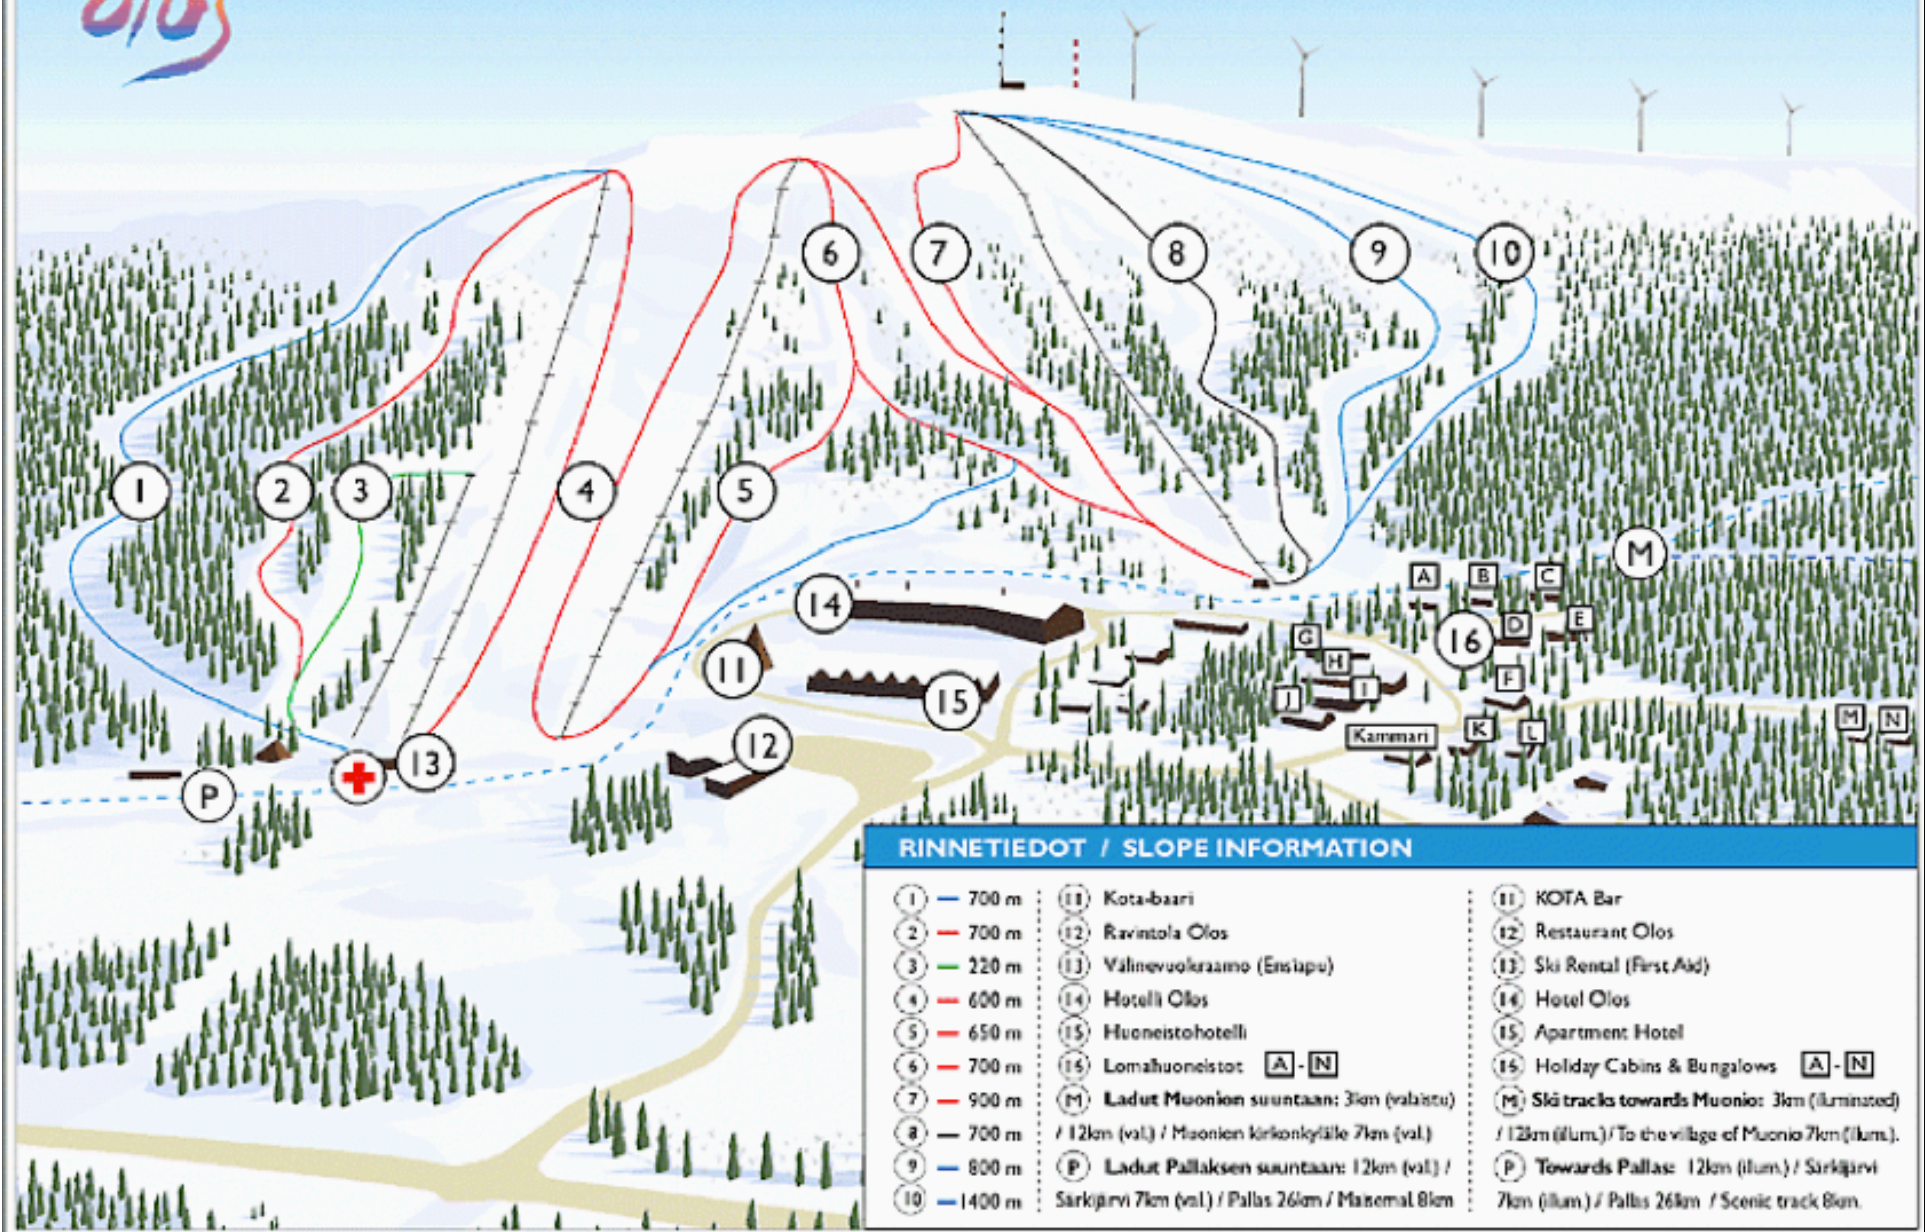 olos
6
7
8
9
10
1
2
3
4
5
M
A
B
C
14
D
E
16
G
H
11
F
15
J
I
M
N
K
L
Kammari
12
13
P
RINNETIEDOT / SLOPE INFORMATION
1 700 m 11 Kota-baari 11 KOTA Bar
2 700 m 12 Ravintola Olos 12 Restaurant Olos
3 220 m 13 Välinevuokraamo (Ensiapu) 13 Ski Rental (First Aid)
4 600 m 14 Hotelli Olos 14 Hotel Olos
5 650 m 15 Huoneistohotelli 15 Apartment Hotel
6 700 m 16 Lomahuoneistot A - N 16 Holiday Cabins & Bungalows A - N
7 900 m M Ladut Muonion suuntaan: 3km (valaistu) M Ski tracks towards Muonio: 3km (illuminated)
8 700 m / 12km (val.) / Muonion kirkonkylälle 7km (val.) / 12km (illum.) / To the village of Muonio 7km (illum.).
9 800 m P Ladut Pallaksen suuntaan: 12km (val.) / P Towards Pallas: 12km (illum.) / Särkijärvi
10 1400 m Särkijärvi 7km (val.) / Pallas 26km / Maisemal.8km 7km (illum.) / Pallas 26km / Scenic track 8km.